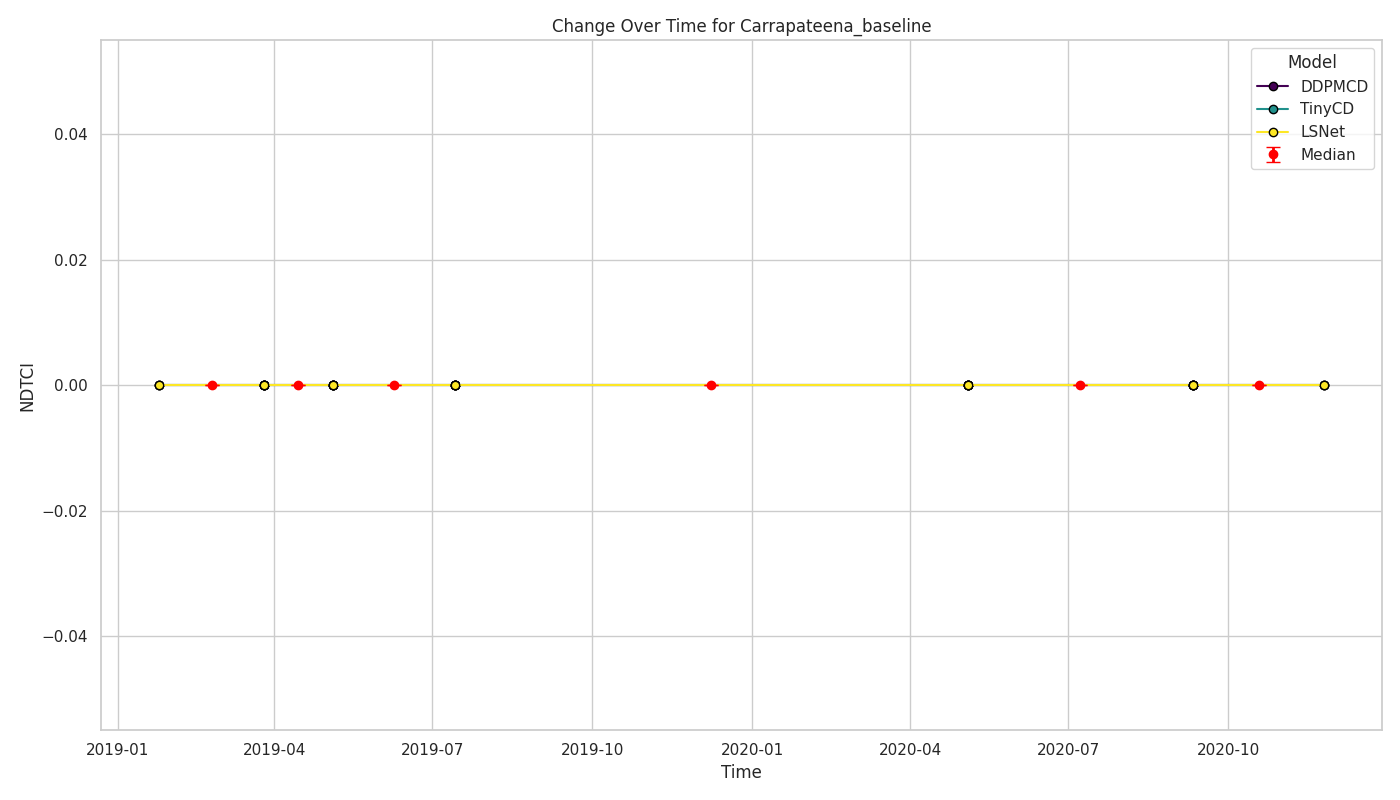 Change Over Time for Carrapateena_baseline
Model
DDPMCD
TinyCD
LSNet
Median
NDTCI
0.04
0.02
0.00
−0.02
−0.04
2019-01
2019-04
2019-07
2019-10
2020-01
2020-04
2020-07
2020-10
Time